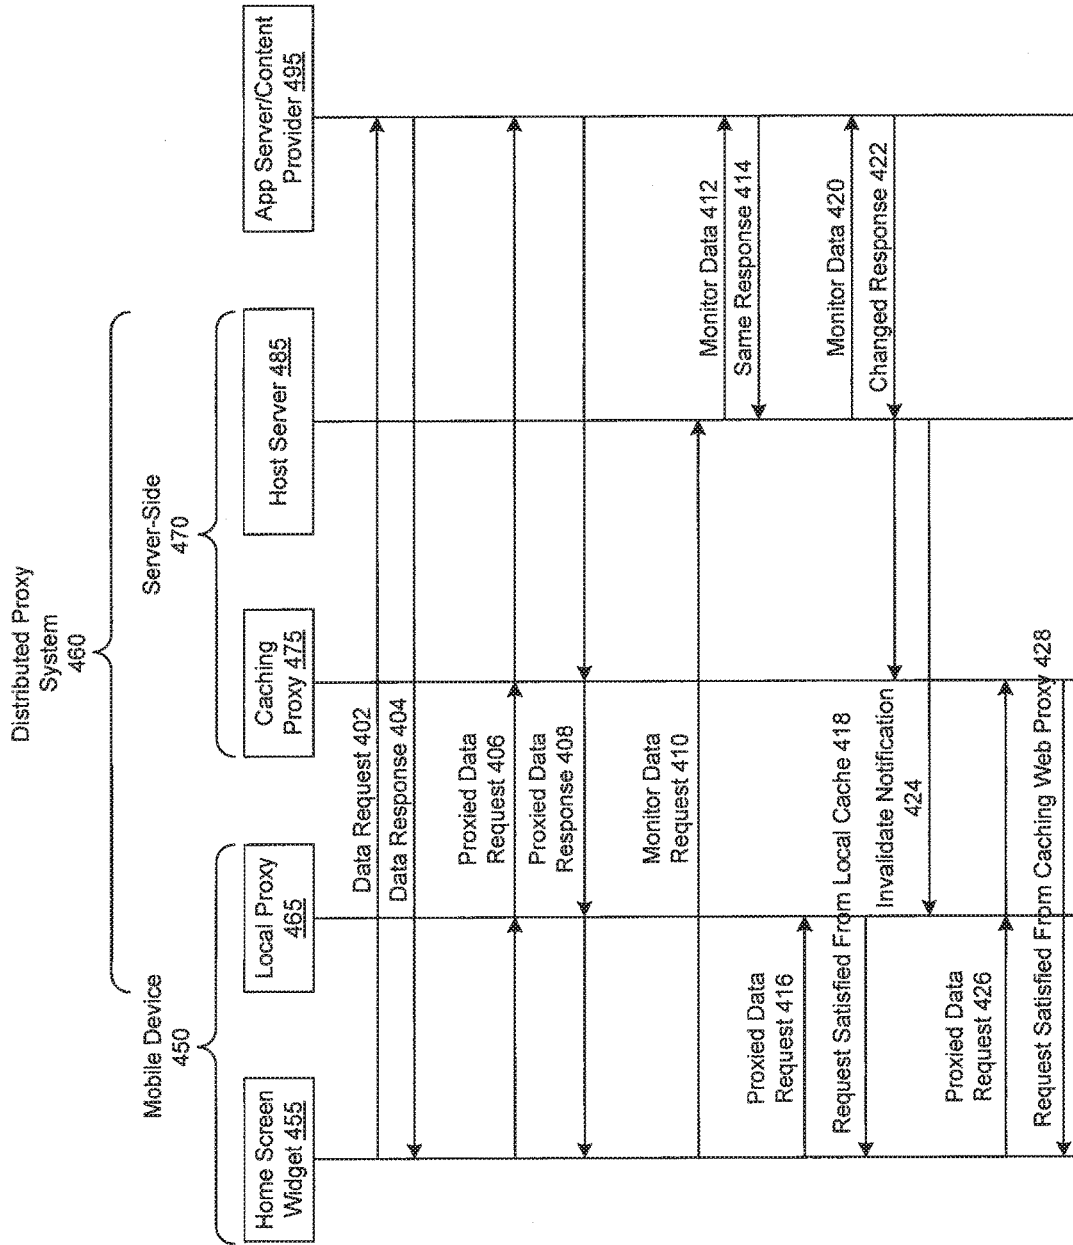 Distributed Proxy
System
460
Mobile Device
450
Server-Side
470
Home Screen
Widget 455
Local Proxy
465
Caching
Proxy 475
Host Server 485
App Server/Content
Provider 495
Data Request 402
Data Response 404
Proxied Data
Request 406
Proxied Data
Response 408
Monitor Data
Request 410
Monitor Data 412
Same Response 414
Proxied Data
Request 416
Request Satisfied From Local Cache 418
Monitor Data 420
Changed Response 422
Invalidate Notification
424
Proxied Data
Request 426
Request Satisfied From Caching Web Proxy 428